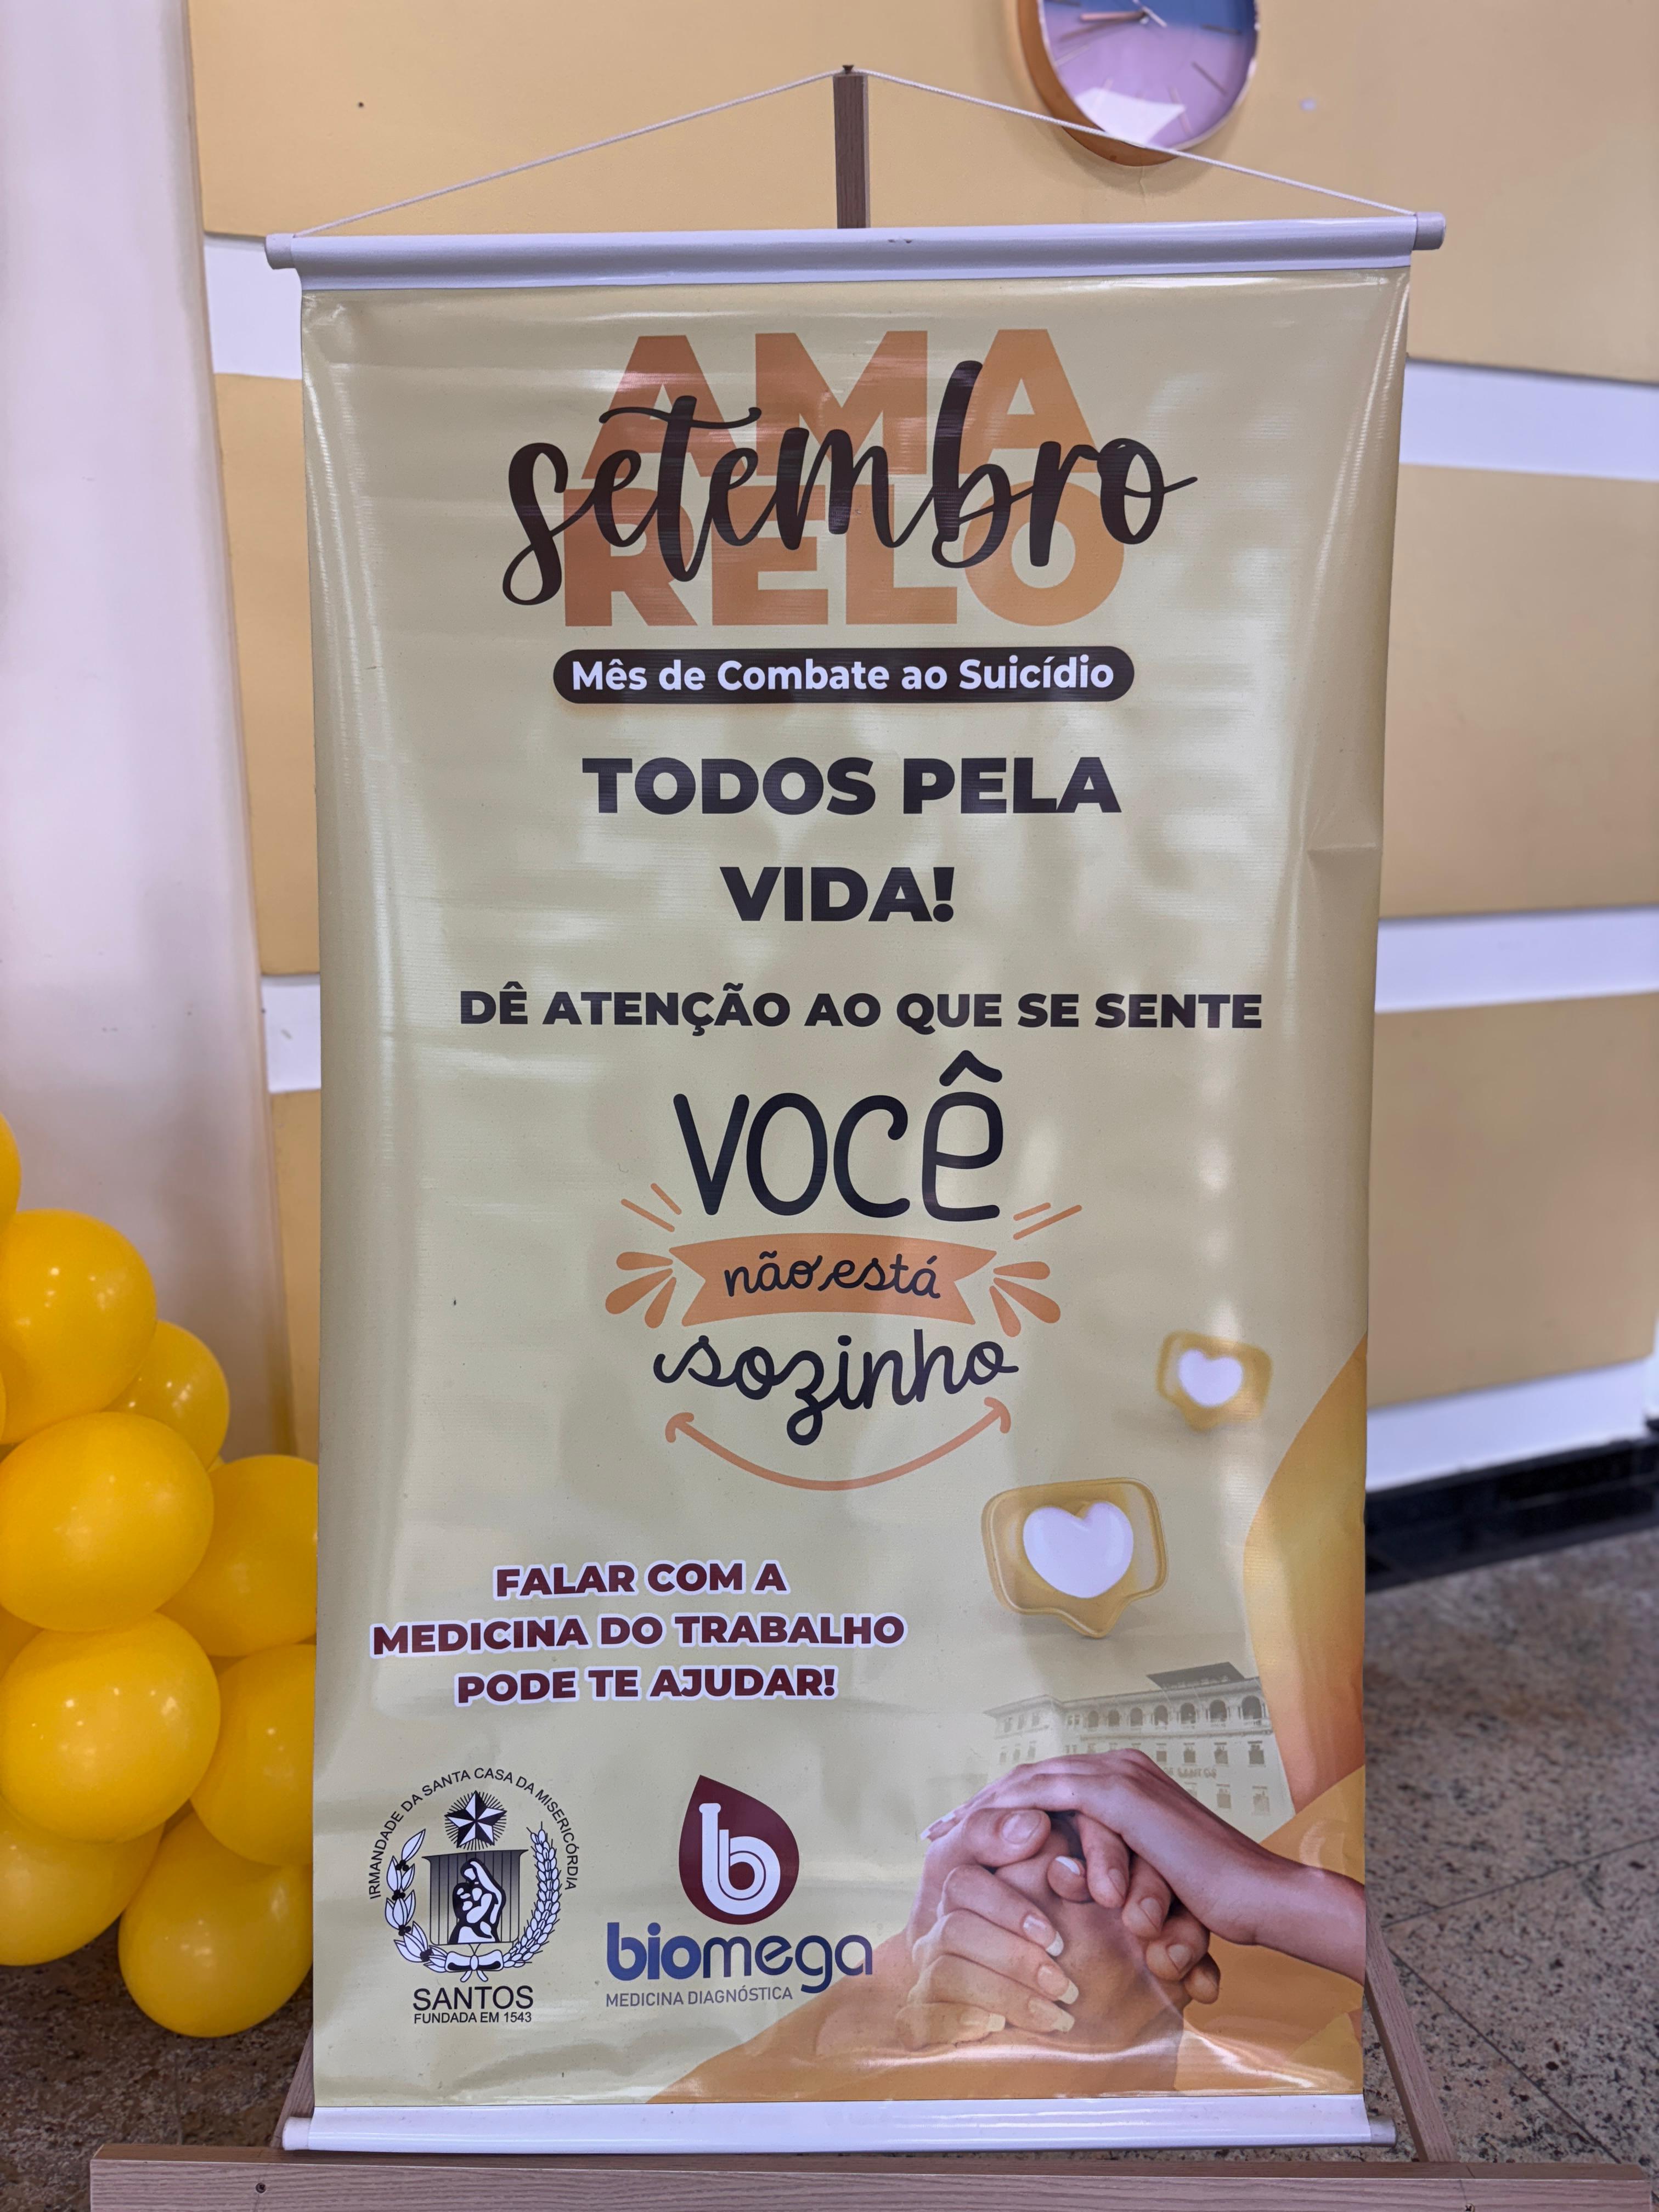 AMA
setembro
RELO
Mês de Combate ao Suicídio
TODOS PELA
VIDA!
DÊ ATENÇÃO AO QUE SE SENTE
VOCÊ
não está
sozinho
FALAR COM A
MEDICINA DO TRABALHO
PODE TE AJUDAR!
IRMANDADE DA SANTA CASA DA MISERICÓRDIA
SANTOS
FUNDADA EM 1543
b
biomega
MEDICINA DIAGNÓSTICA